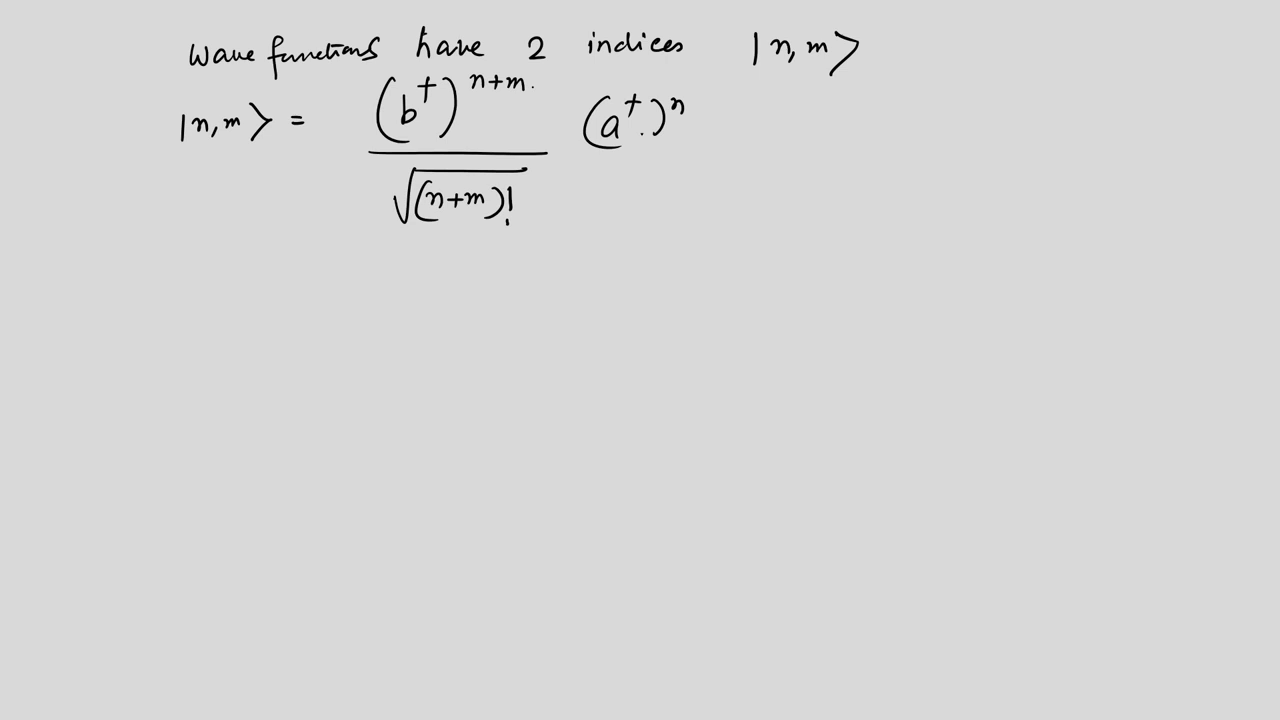 Wave functions have 2 indices |n,m>
|n,m> = (b†)^{n+m} / √(n+m)! (a†)^n